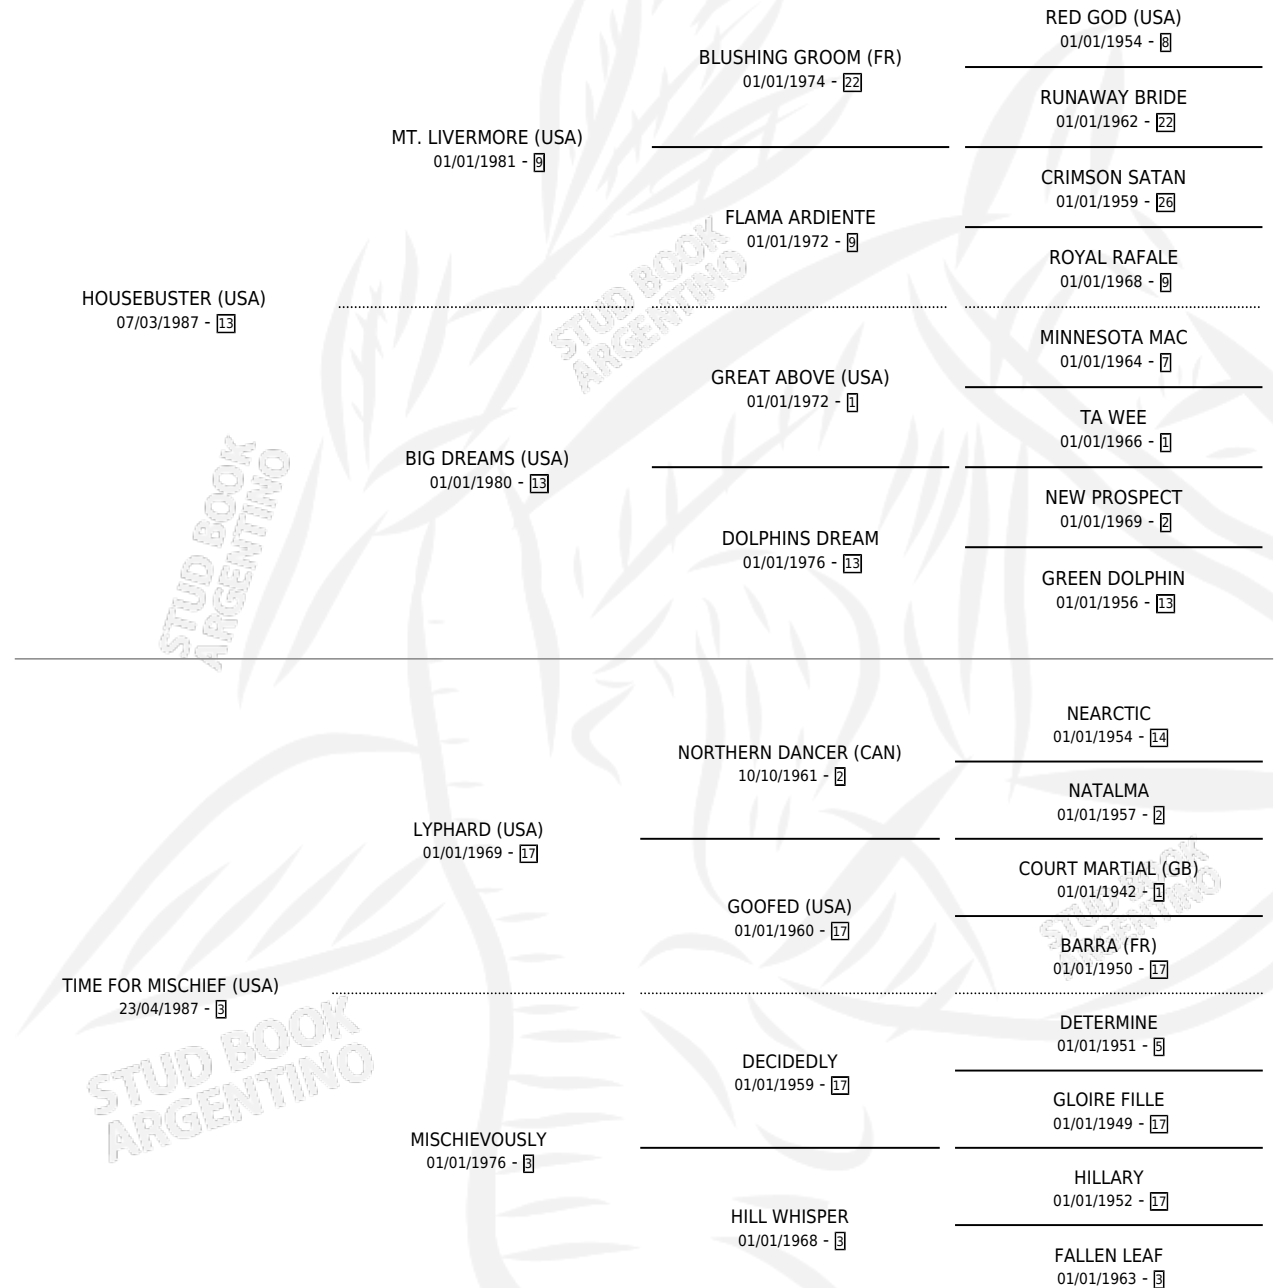 RED GOD (USA)
01/01/1954 - 8
BLUSHING GROOM (FR)
01/01/1974 - 22
RUNAWAY BRIDE
01/01/1962 - 22
MT. LIVERMORE (USA)
01/01/1981 - 9
CRIMSON SATAN
01/01/1959 - 26
FLAMA ARDIENTE
01/01/1972 - 9
ROYAL RAFALE
01/01/1968 - 9
HOUSEBUSTER (USA)
07/03/1987 - 13
MINNESOTA MAC
01/01/1964 - 7
GREAT ABOVE (USA)
01/01/1972 - 1
TA WEE
01/01/1966 - 1
BIG DREAMS (USA)
01/01/1980 - 13
NEW PROSPECT
01/01/1969 - 2
DOLPHINS DREAM
01/01/1976 - 13
GREEN DOLPHIN
01/01/1956 - 13
STUD BOOK
ARGENTINO
STUD BOOK
ARGENTINO
NEARCTIC
01/01/1954 - 14
NORTHERN DANCER (CAN)
10/10/1961 - 2
NATALMA
01/01/1957 - 2
LYPHARD (USA)
01/01/1969 - 17
COURT MARTIAL (GB)
01/01/1942 - 1
GOOFED (USA)
01/01/1960 - 17
BARRA (FR)
01/01/1950 - 17
TIME FOR MISCHIEF (USA)
23/04/1987 - 3
DETERMINE
01/01/1951 - 5
DECIDEDLY
01/01/1959 - 17
GLOIRE FILLE
01/01/1949 - 17
MISCHIEVOUSLY
01/01/1976 - 3
HILLARY
01/01/1952 - 17
HILL WHISPER
01/01/1968 - 3
FALLEN LEAF
01/01/1963 - 3
STUD BOOK
ARGENTINO
STUD BOOK
ARGENTINO